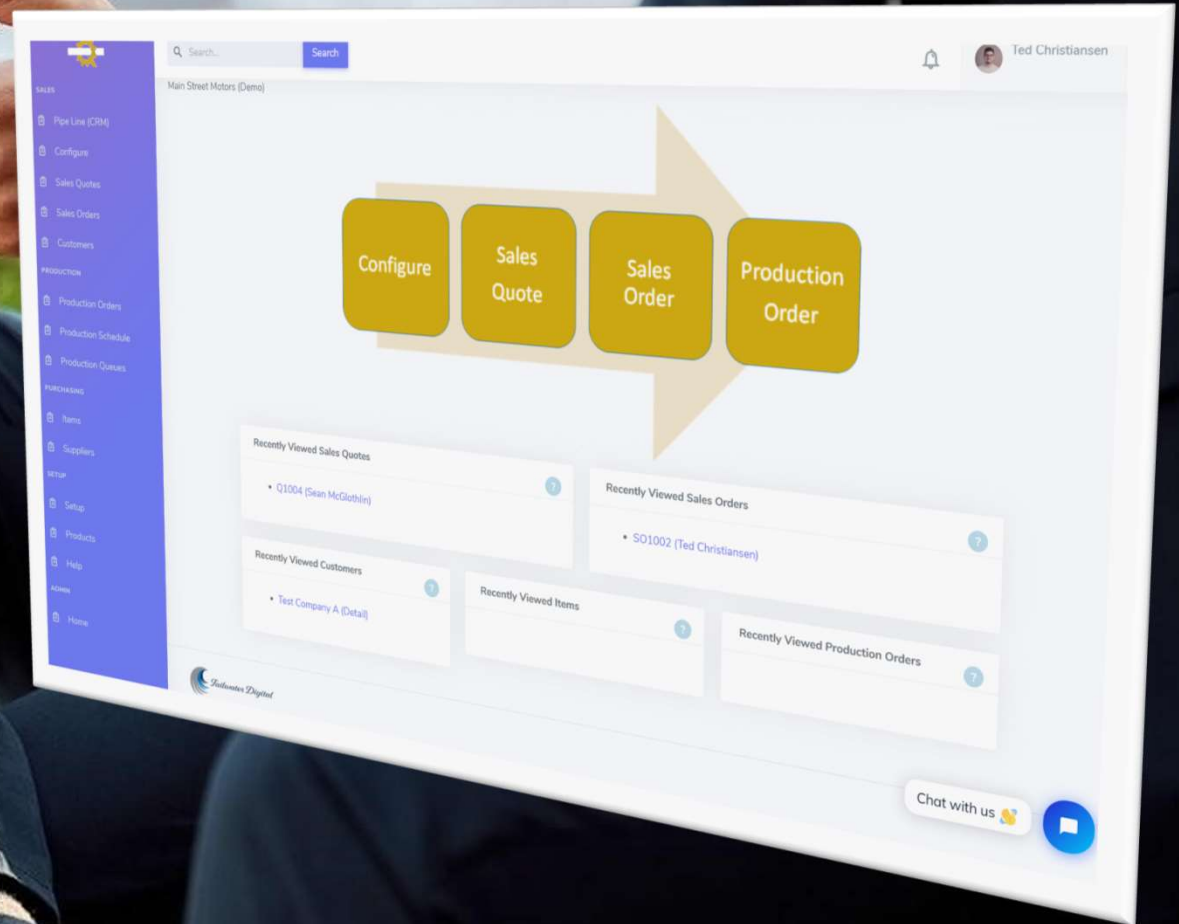 Search...
Search
Ted Christiansen
Main Street Motors (Demo)
SALES
Pipe Line (CRM)
Configure
Sales Quotes
Sales Orders
Customers
PRODUCTION
Production Orders
Production Schedule
Production Queues
PURCHASING
Items
Suppliers
SETUP
Setup
Products
Help
ADMIN
Home
Configure
Sales
Quote
Sales
Order
Production
Order
Recently Viewed Sales Quotes
?
• Q1004 (Sean McGlothlin)
Recently Viewed Sales Orders
?
• SO1002 (Ted Christiansen)
Recently Viewed Customers
?
• Test Company A (Detail)
Recently Viewed Items
?
Recently Viewed Production Orders
?
Tailwater Digital
Chat with us 👋